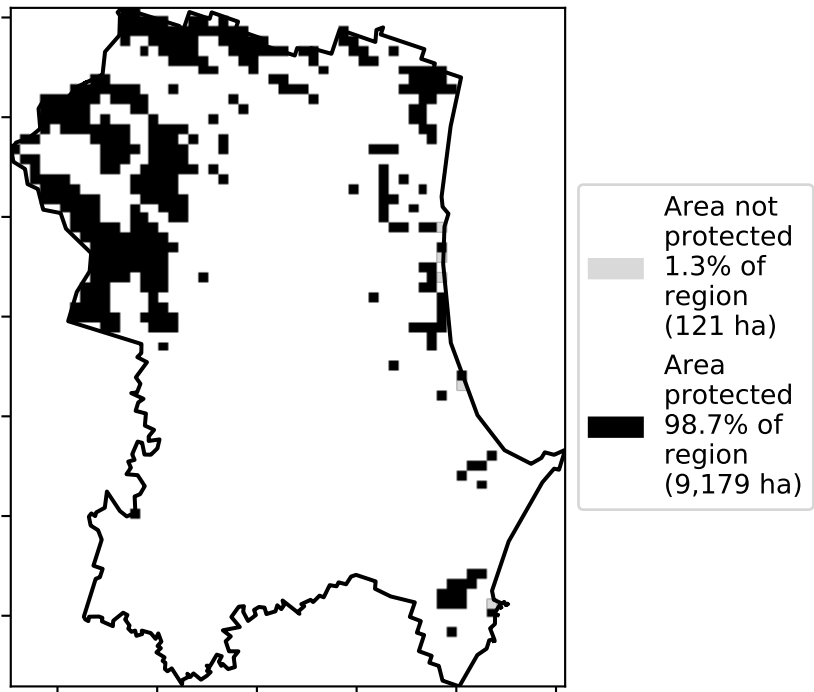 Area not
protected
1.3% of
region
(121 ha)
Area
protected
98.7% of
region
(9,179 ha)